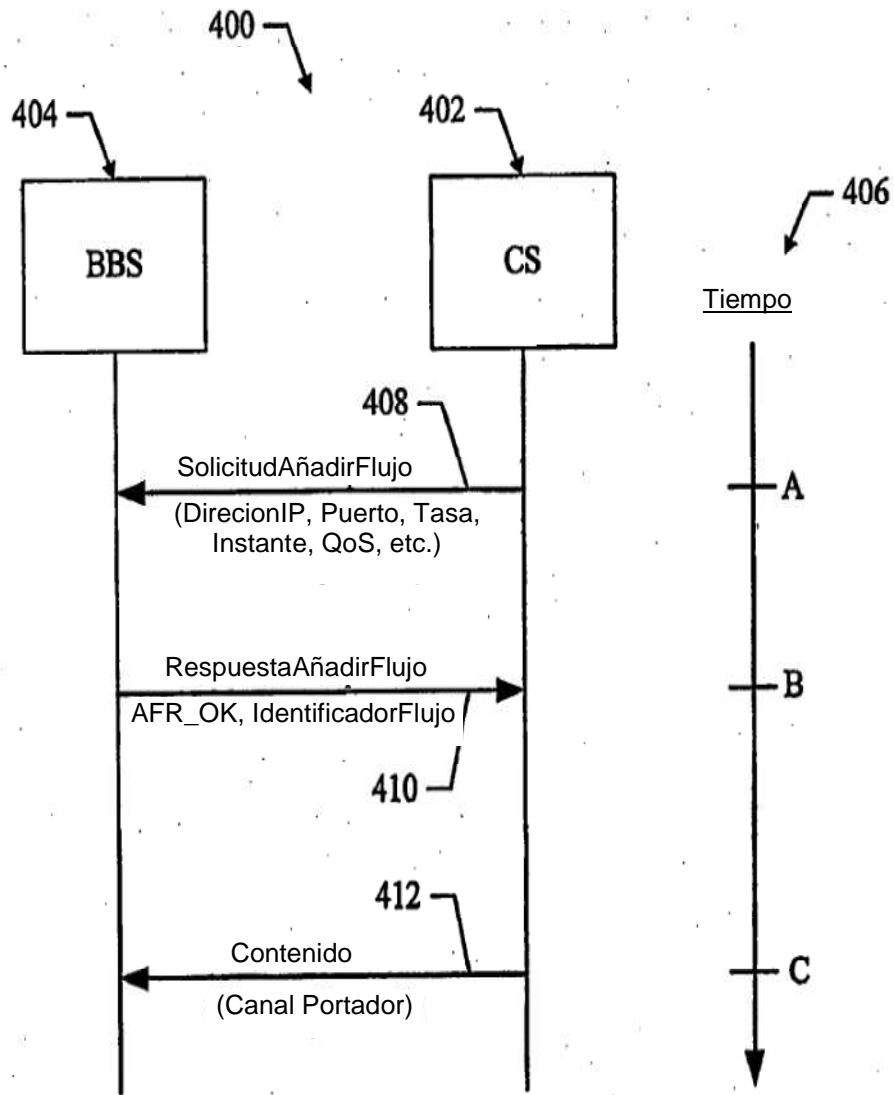 400
404
402
406
BBS
CS
Tiempo
408
SolicitudAñadirFlujo
A
(DirecionIP, Puerto, Tasa,
Instante, QoS, etc.)
RespuestaAñadirFlujo
B
AFR_OK, IdentificadorFlujo
410
412
Contenido
C
(Canal Portador)